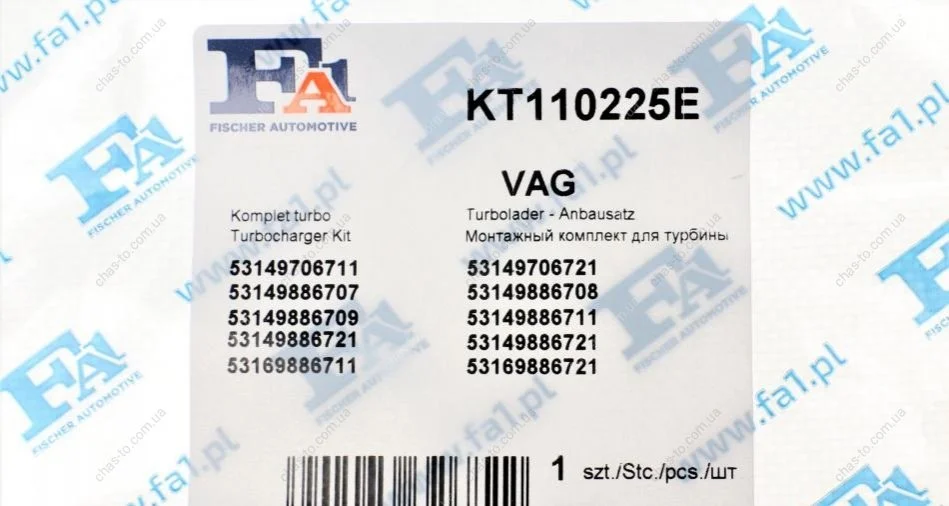 FA1
FISCHER AUTOMOTIVE
KT110225E
VAG
Komplet turbo
Turbocharger Kit
Turbolader - Anbausatz
Монтажный комплект для турбины
53149706711 53149706721
53149886707 53149886708
53149886709 53149886711
53149886721 53149886721
53169886711 53169886721
1 szt./Stc./pcs./шт
www.fa1.pl
chas-to.com.ua